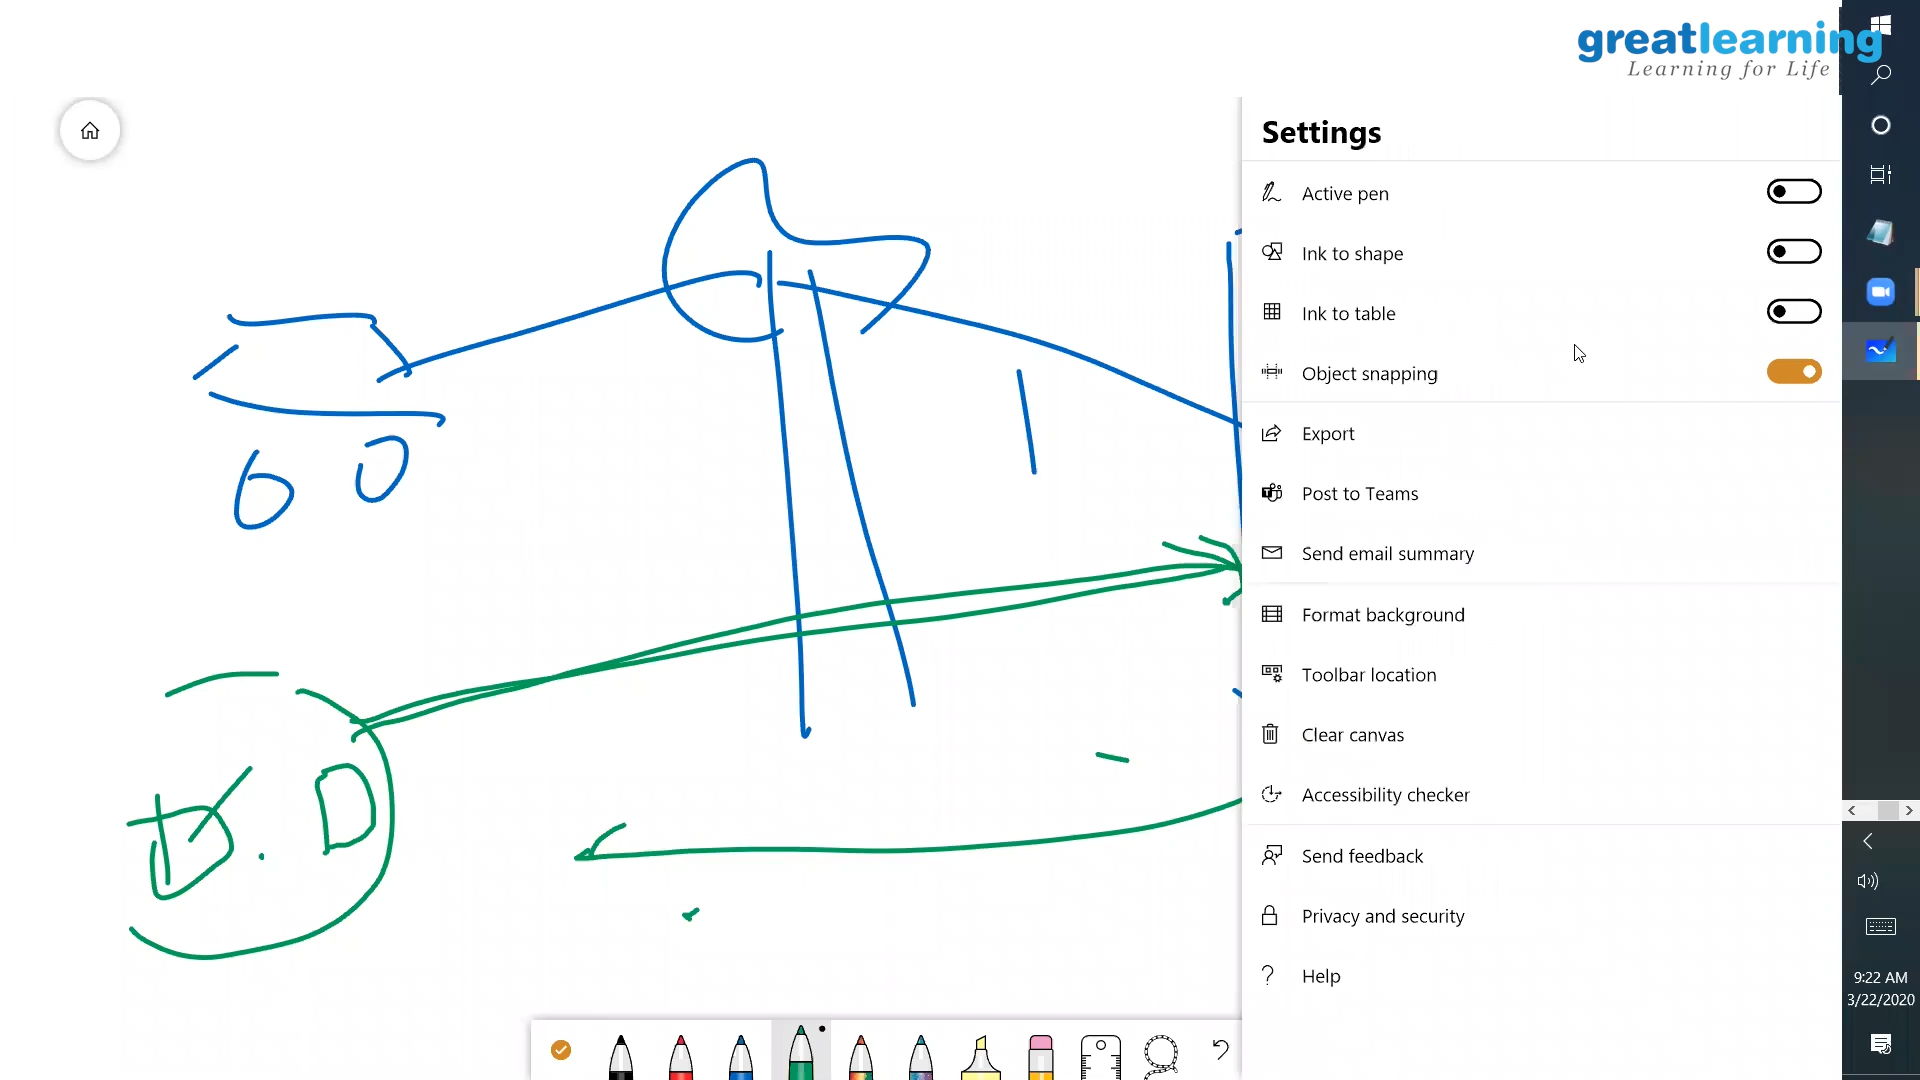 greatlearning
Learning for Life
Settings
Active pen
Ink to shape
Ink to table
Object snapping
Export
Post to Teams
Send email summary
Format background
Toolbar location
Clear canvas
Accessibility checker
Send feedback
Privacy and security
? Help
9:22 AM
3/22/2020